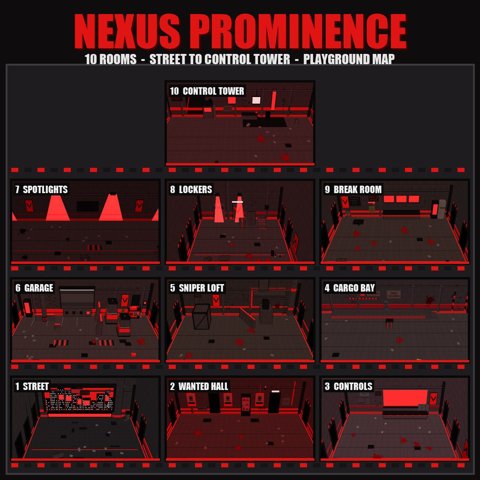 NEXUS PROMINENCE
10 ROOMS - STREET TO CONTROL TOWER - PLAYGROUND MAP
10 CONTROL TOWER
7 SPOTLIGHTS
8 LOCKERS
9 BREAK ROOM
6 GARAGE
5 SNIPER LOFT
4 CARGO BAY
1 STREET
2 WANTED HALL
3 CONTROLS